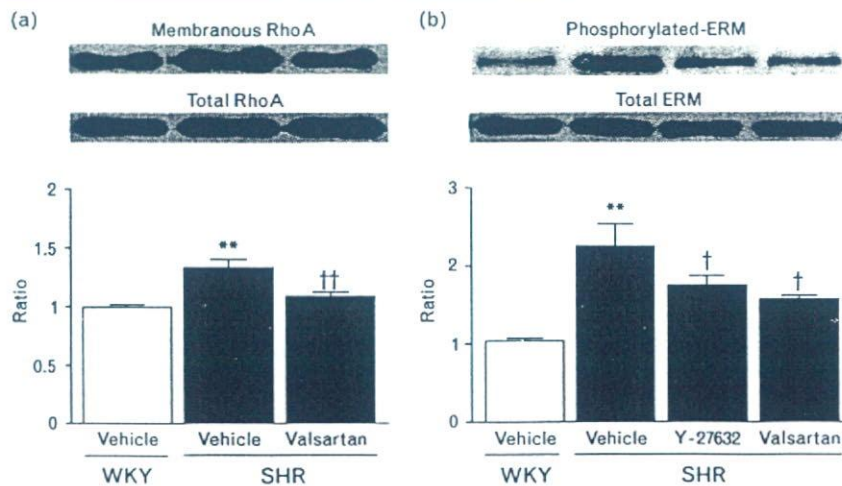 (a)
Membranous RhoA
Total RhoA
2
1.5
1
0.5
0
Ratio
**
††
Vehicle Vehicle Valsartan
WKY SHR
(b)
Phosphorylated-ERM
Total ERM
3
2
1
0
Ratio
**
†
†
Vehicle Vehicle Y-27632 Valsartan
WKY SHR